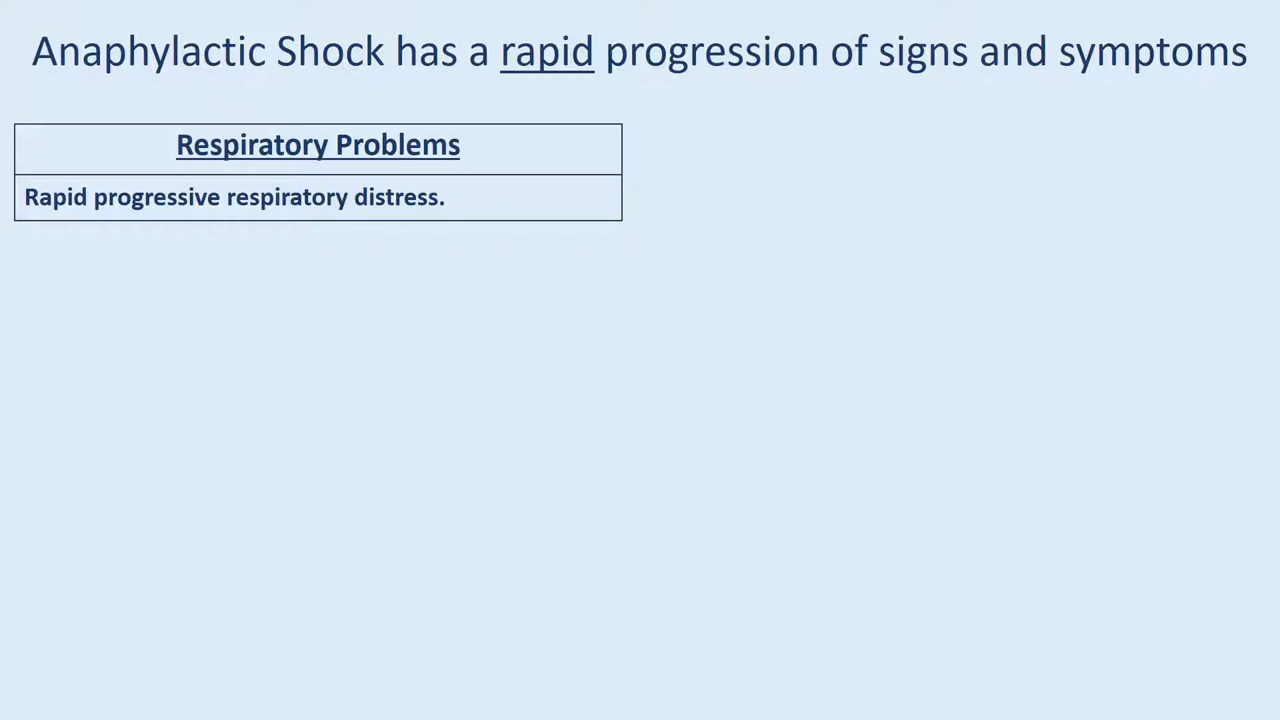 Anaphylactic Shock has a rapid progression of signs and symptoms
Respiratory Problems
Rapid progressive respiratory distress.